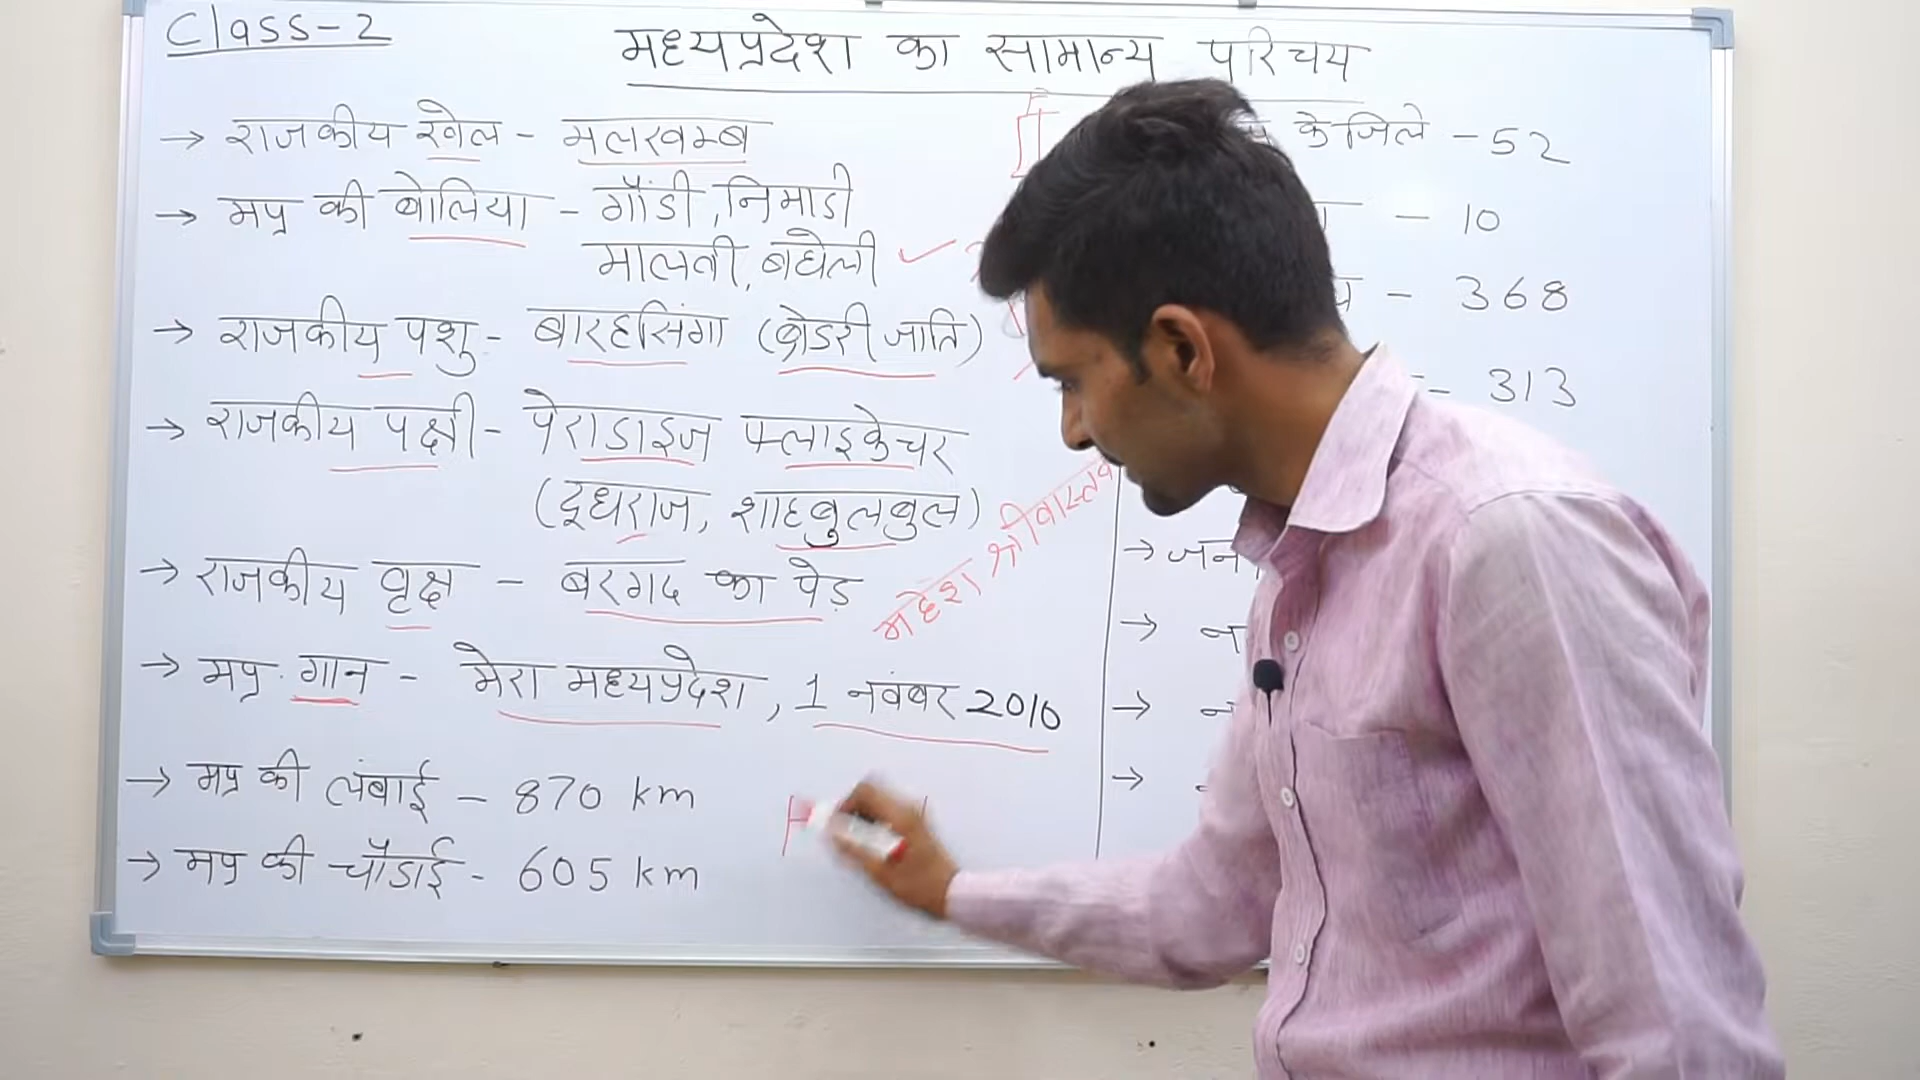 Class-2
मध्यप्रदेश का सामान्य परिचय
→ राजकीय खेल - मलखम्ब
→ मप्र की बोलिया - गोंडी, निमाडी
मालती, बघेली ✓
→ राजकीय पशु - बारहसिंगा (ब्रेडरी जाति)
→ राजकीय पक्षी - पेराडाइज फ्लाइकेचर
(दूधराज, शाहबुलबुल)
→ राजकीय वृक्ष - बरगद का पेड़
→ मप्र गान - मेरा मध्यप्रदेश, 1 नवंबर 2010
→ मप्र की लंबाई - 870 km
→ मप्र की चौडाई - 605 km
महेश श्रीवास्तव
के जिले - 52
- 10
- 368
- 313
→
→
→
→